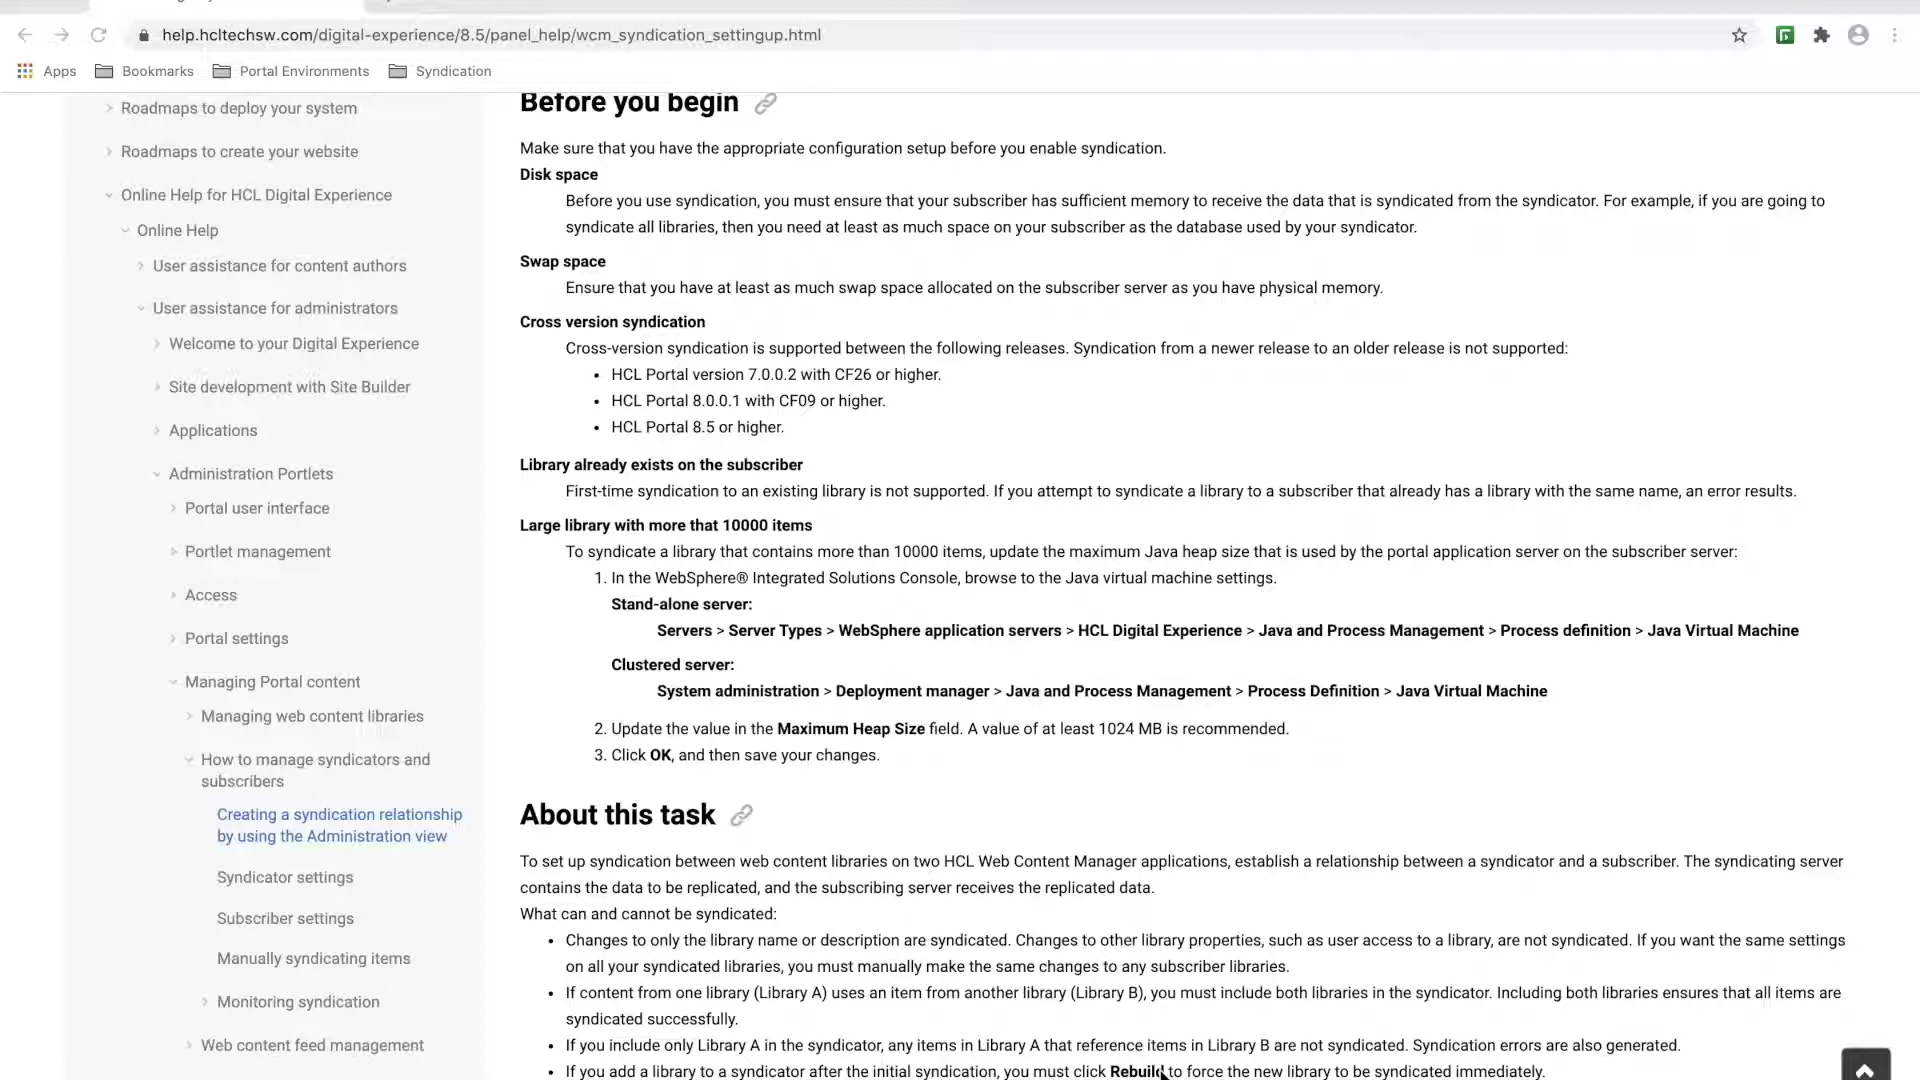 help.hcltechsw.com/digital-experience/8.5/panel_help/wcm_syndication_settingup.html
Apps
Bookmarks
Portal Environments
Syndication
Roadmaps to deploy your system
Roadmaps to create your website
Online Help for HCL Digital Experience
Online Help
User assistance for content authors
User assistance for administrators
Welcome to your Digital Experience
Site development with Site Builder
Applications
Administration Portlets
Portal user interface
Portlet management
Access
Portal settings
Managing Portal content
Managing web content libraries
How to manage syndicators and
subscribers
Creating a syndication relationship
by using the Administration view
Syndicator settings
Subscriber settings
Manually syndicating items
Monitoring syndication
Web content feed management
Before you begin
Make sure that you have the appropriate configuration setup before you enable syndication.
Disk space
Before you use syndication, you must ensure that your subscriber has sufficient memory to receive the data that is syndicated from the syndicator. For example, if you are going to
syndicate all libraries, then you need at least as much space on your subscriber as the database used by your syndicator.
Swap space
Ensure that you have at least as much swap space allocated on the subscriber server as you have physical memory.
Cross version syndication
Cross-version syndication is supported between the following releases. Syndication from a newer release to an older release is not supported:
• HCL Portal version 7.0.0.2 with CF26 or higher.
• HCL Portal 8.0.0.1 with CF09 or higher.
• HCL Portal 8.5 or higher.
Library already exists on the subscriber
First-time syndication to an existing library is not supported. If you attempt to syndicate a library to a subscriber that already has a library with the same name, an error results.
Large library with more that 10000 items
To syndicate a library that contains more than 10000 items, update the maximum Java heap size that is used by the portal application server on the subscriber server:
1. In the WebSphere® Integrated Solutions Console, browse to the Java virtual machine settings.
Stand-alone server:
Servers > Server Types > WebSphere application servers > HCL Digital Experience > Java and Process Management > Process definition > Java Virtual Machine
Clustered server:
System administration > Deployment manager > Java and Process Management > Process Definition > Java Virtual Machine
2. Update the value in the Maximum Heap Size field. A value of at least 1024 MB is recommended.
3. Click OK, and then save your changes.
About this task
To set up syndication between web content libraries on two HCL Web Content Manager applications, establish a relationship between a syndicator and a subscriber. The syndicating server
contains the data to be replicated, and the subscribing server receives the replicated data.
What can and cannot be syndicated:
• Changes to only the library name or description are syndicated. Changes to other library properties, such as user access to a library, are not syndicated. If you want the same settings
on all your syndicated libraries, you must manually make the same changes to any subscriber libraries.
• If content from one library (Library A) uses an item from another library (Library B), you must include both libraries in the syndicator. Including both libraries ensures that all items are
syndicated successfully.
• If you include only Library A in the syndicator, any items in Library A that reference items in Library B are not syndicated. Syndication errors are also generated.
• If you add a library to a syndicator after the initial syndication, you must click Rebuild to force the new library to be syndicated immediately.